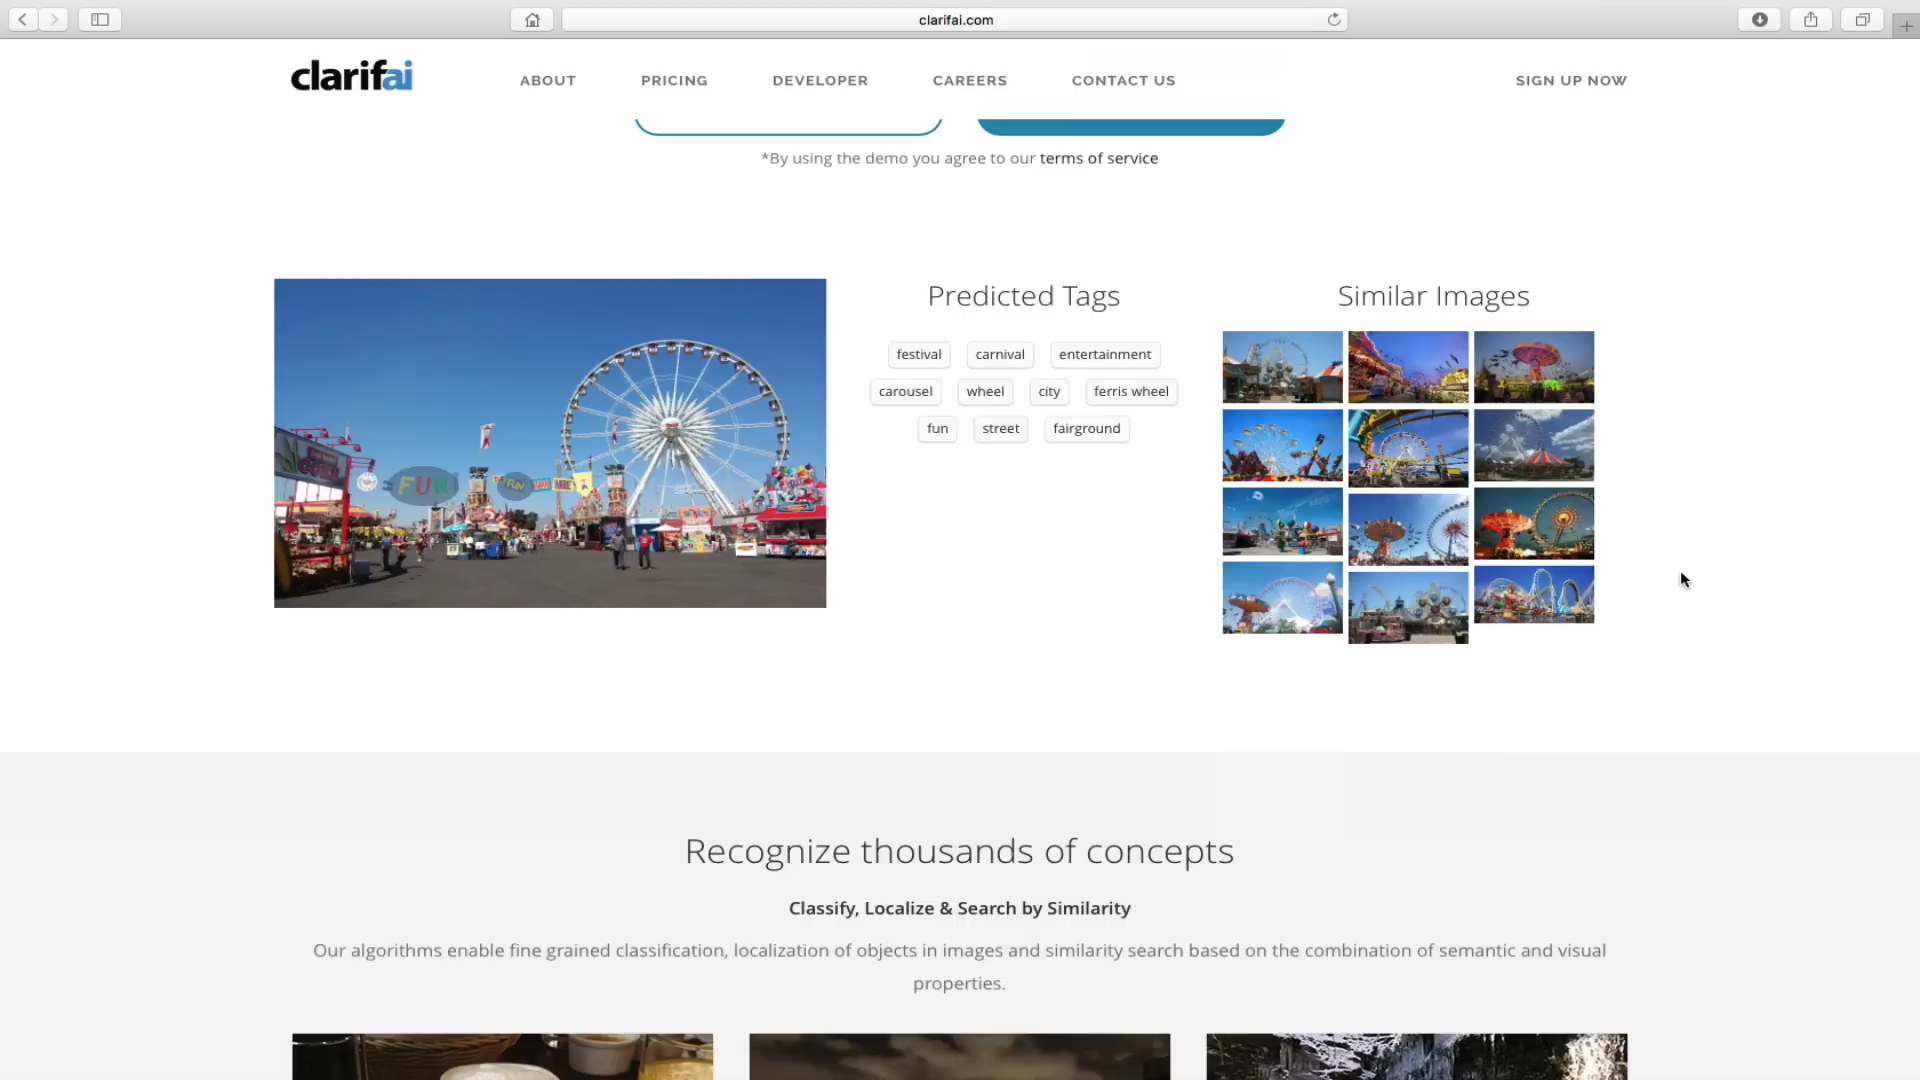 clarifai.com
clarifai
ABOUT
PRICING
DEVELOPER
CAREERS
CONTACT US
SIGN UP NOW
*By using the demo you agree to our terms of service
Predicted Tags
festival carnival entertainment
carousel wheel city ferris wheel
fun street fairground
FUN
Similar Images
Recognize thousands of concepts
Classify, Localize & Search by Similarity
Our algorithms enable fine grained classification, localization of objects in images and similarity search based on the combination of semantic and visual
properties.